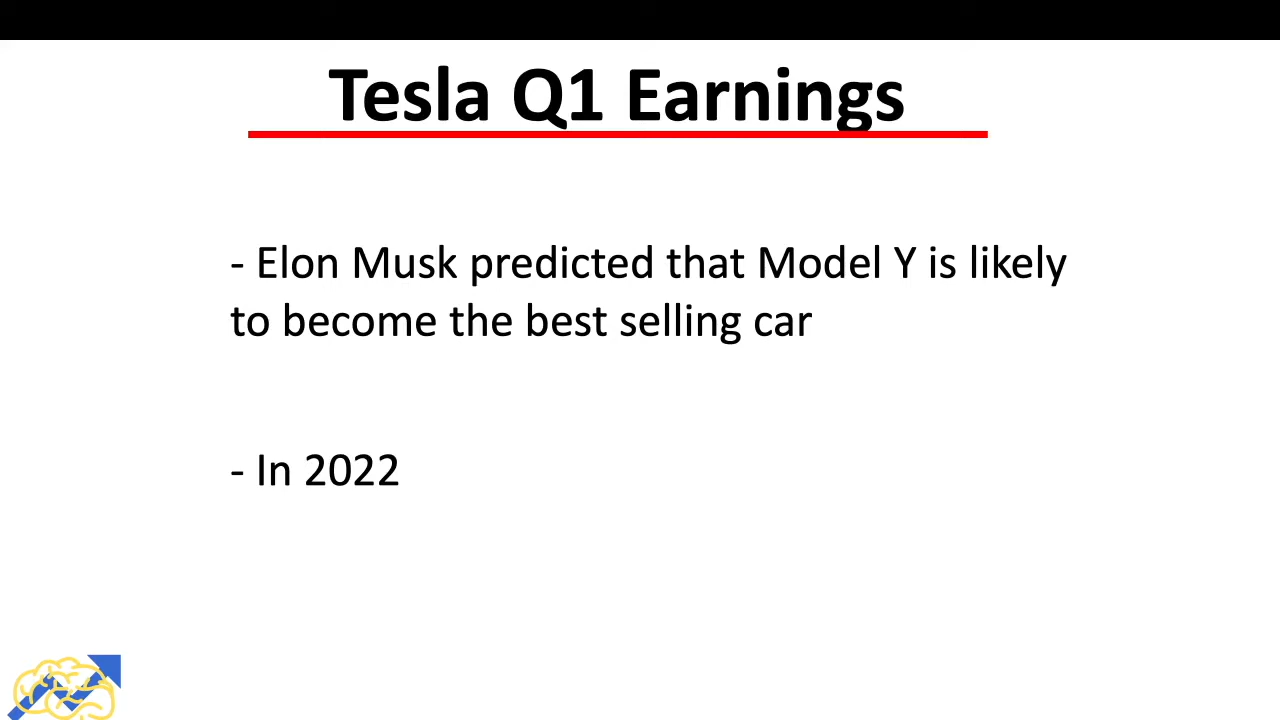 Tesla Q1 Earnings
- Elon Musk predicted that Model Y is likely
to become the best selling car
- In 2022